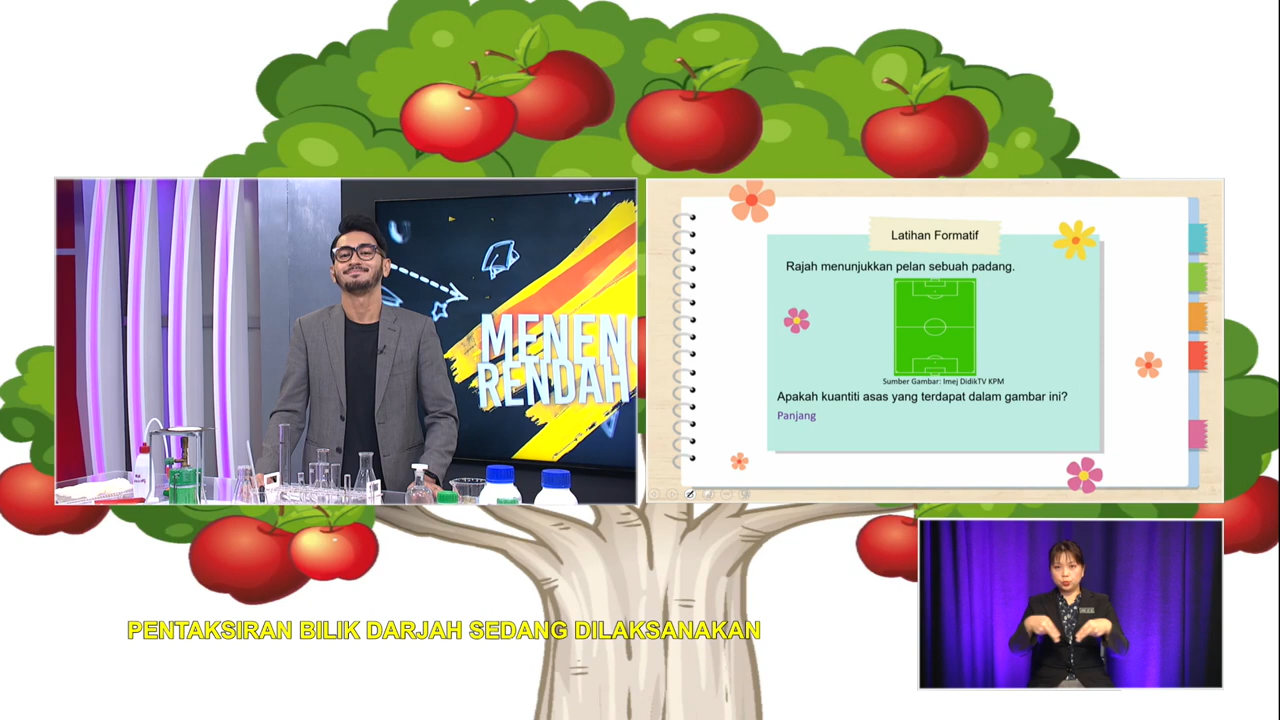 MENEN
RENDAH
Latihan Formatif
Rajah menunjukkan pelan sebuah padang.
Sumber Gambar: Imej DidikTV KPM
Apakah kuantiti asas yang terdapat dalam gambar ini?
Panjang
PENTAKSIRAN BILIK DARJAH SEDANG DILAKSANAKAN